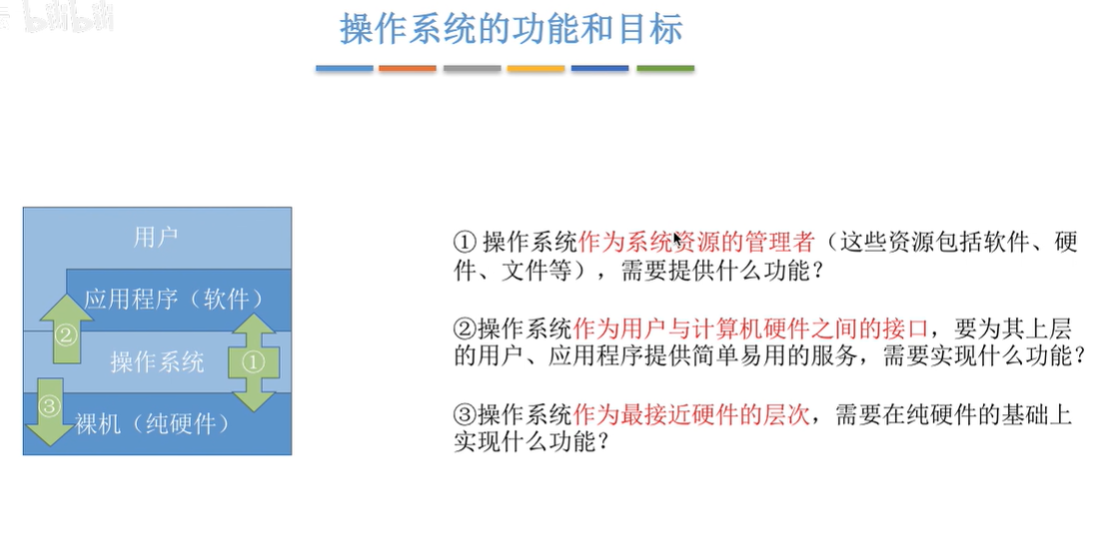 bilibili
操作系统的功能和目标
用户
应用程序（软件）
②
操作系统
①
③
裸机（纯硬件）
① 操作系统作为系统资源的管理者（这些资源包括软件、硬
件、文件等），需要提供什么功能？
②操作系统作为用户与计算机硬件之间的接口，要为其上层
的用户、应用程序提供简单易用的服务，需要实现什么功能？
③操作系统作为最接近硬件的层次，需要在纯硬件的基础上
实现什么功能？